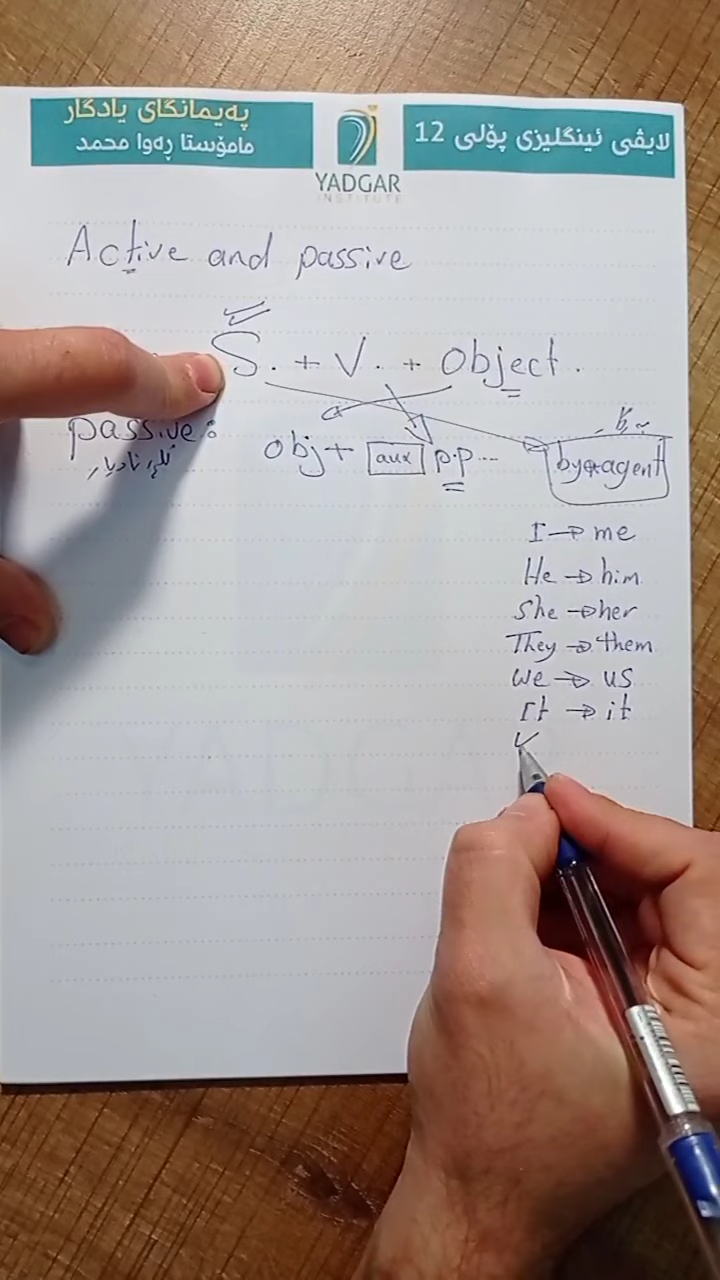 پەیمانگای یادگار
مامۆستا ڕەوا محمد
YADGAR
INSTITUTE
لایڤی ئینگلیزی پۆلی 12
Active and passive
S. + V. + object.
passive:
obj + aux p.p...
by + agent
I → me
He → him
She → her
They → them
we → us
It → it
YADGAR